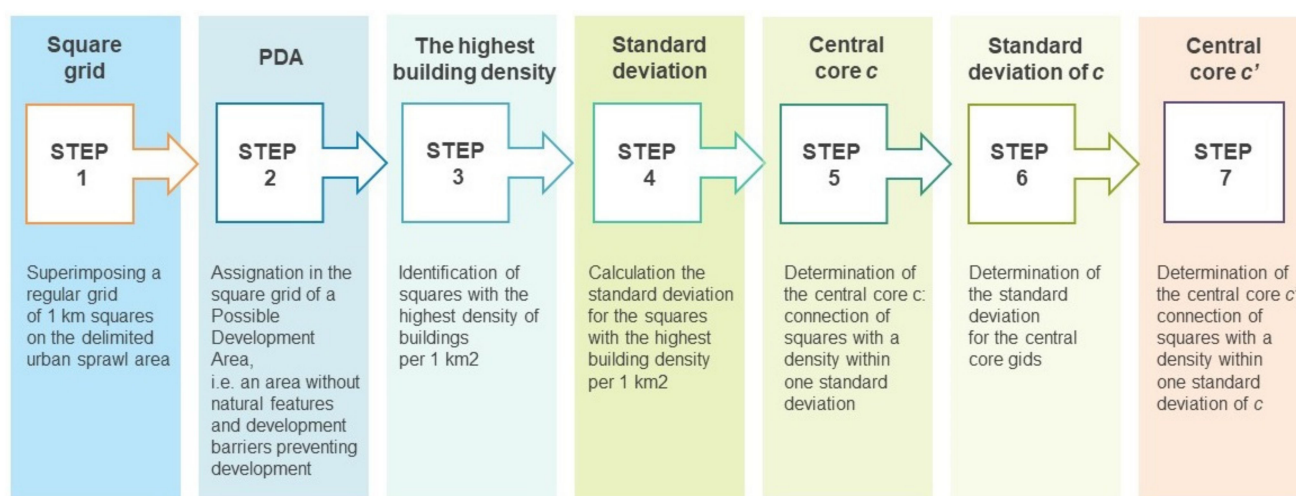 Square
grid
STEP
1
Superimposing a
regular grid
of 1 km squares
on the delimited
urban sprawl area
PDA
STEP
2
Assignation in the
square grid of a
Possible
Development
Area,
i.e. an area without
natural features
and development
barriers preventing
development
The highest
building density
STEP
3
Identification of
squares with the
highest density of
buildings
per 1 km2
Standard
deviation
STEP
4
Calculation the
standard deviation
for the squares
with the highest
building density
per 1 km2
Central
core c
STEP
5
Determination of
the central core c:
connection of
squares with a
density within
one standard
deviation
Standard
deviation of c
STEP
6
Determination of
the standard
deviation
for the central
core gids
Central
core c'
STEP
7
Determination of
the central core c'
connection of
squares with a
density within
one standard
deviation of c